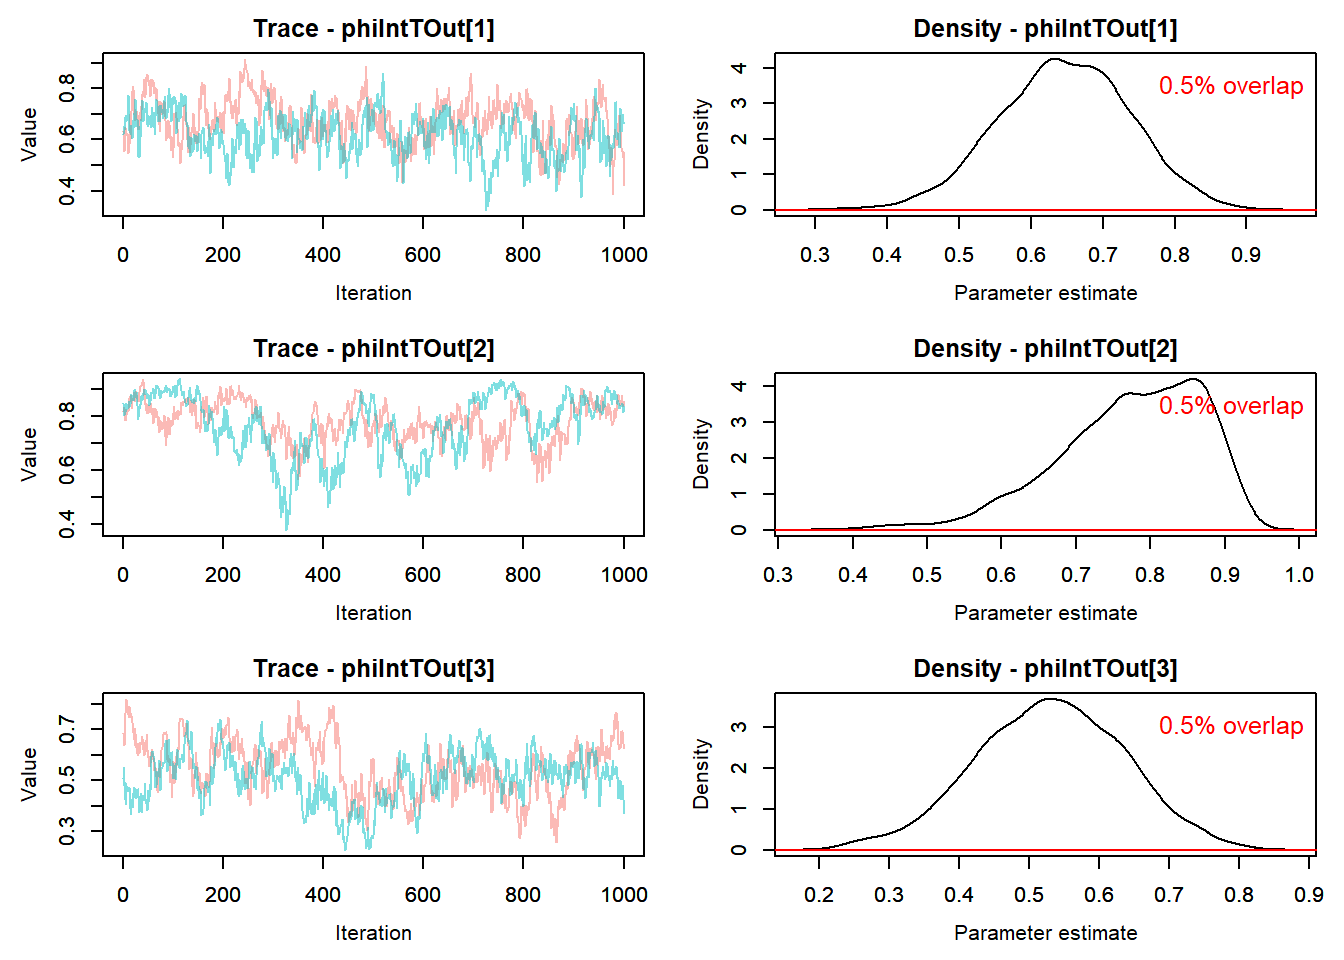 Trace - phiIntTOut[1]
Value
0.4 0.6 0.8
0 200 400 600 800 1000
Iteration
Density - phiIntTOut[1]
0.5% overlap
Density
0 1 2 3 4
0.3 0.4 0.5 0.6 0.7 0.8 0.9
Parameter estimate
Trace - phiIntTOut[2]
Value
0.4 0.6 0.8
0 200 400 600 800 1000
Iteration
Density - phiIntTOut[2]
0.5% overlap
Density
0 1 2 3 4
0.3 0.4 0.5 0.6 0.7 0.8 0.9 1.0
Parameter estimate
Trace - phiIntTOut[3]
Value
0.3 0.5 0.7
0 200 400 600 800 1000
Iteration
Density - phiIntTOut[3]
0.5% overlap
Density
0 1 2 3
0.2 0.3 0.4 0.5 0.6 0.7 0.8 0.9
Parameter estimate